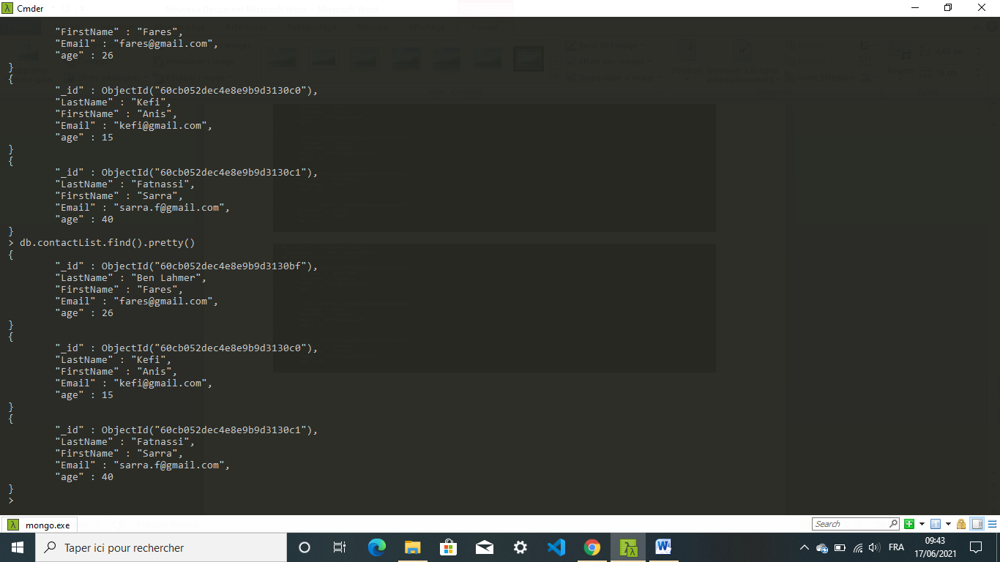 Cmder
"FirstName" : "Fares",
"Email" : "fares@gmail.com",
"age" : 26
}
{
"_id" : ObjectId("60cb052dec4e8e9b9d3130c0"),
"LastName" : "Kefi",
"FirstName" : "Anis",
"Email" : "kefi@gmail.com",
"age" : 15
}
{
"_id" : ObjectId("60cb052dec4e8e9b9d3130c1"),
"LastName" : "Fatnassi",
"FirstName" : "Sarra",
"Email" : "sarra.f@gmail.com",
"age" : 40
}
> db.contactList.find().pretty()
{
"_id" : ObjectId("60cb052dec4e8e9b9d3130bf"),
"LastName" : "Ben Lahmer",
"FirstName" : "Fares",
"Email" : "fares@gmail.com",
"age" : 26
}
{
"_id" : ObjectId("60cb052dec4e8e9b9d3130c0"),
"LastName" : "Kefi",
"FirstName" : "Anis",
"Email" : "kefi@gmail.com",
"age" : 15
}
{
"_id" : ObjectId("60cb052dec4e8e9b9d3130c1"),
"LastName" : "Fatnassi",
"FirstName" : "Sarra",
"Email" : "sarra.f@gmail.com",
"age" : 40
}
>
mongo.exe
Search
Taper ici pour rechercher
FRA
09:43
17/06/2021